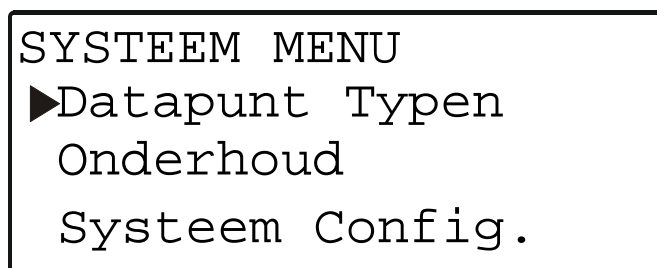 SYSTEEM MENU
▶Datapunt Typen
Onderhoud
Systeem Config.